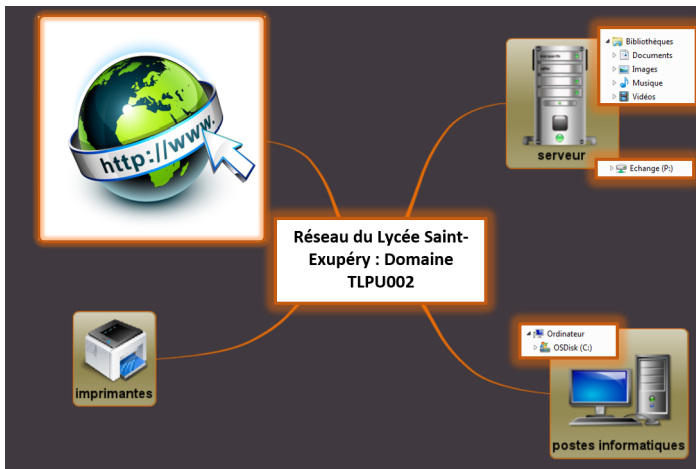 http://www.
Bibliothèques
Documents
Images
Musique
Vidéos
serveur
Echange (P:)
Réseau du Lycée Saint-
Exupéry : Domaine
TLPU002
imprimantes
Ordinateur
OSDisk (C:)
postes informatiques